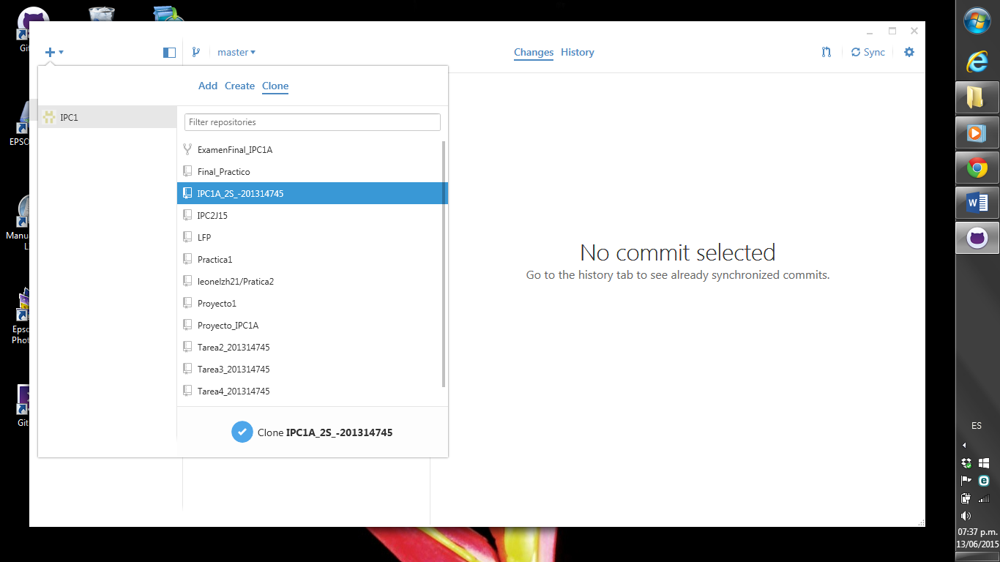 Git
master
Changes History
Sync
Add Create Clone
IPC1
Filter repositories
ExamenFinal_IPC1A
Final_Practico
IPC1A_2S_-201314745
IPC2J15
LFP
Practica1
leonelzh21/Pratica2
Proyecto1
Proyecto_IPC1A
Tarea2_201314745
Tarea3_201314745
Tarea4_201314745
Clone IPC1A_2S_-201314745
No commit selected
Go to the history tab to see already synchronized commits.
EPSO
Manu
Epso
Phot
Git
ES
07:37 p.m.
13/06/2015